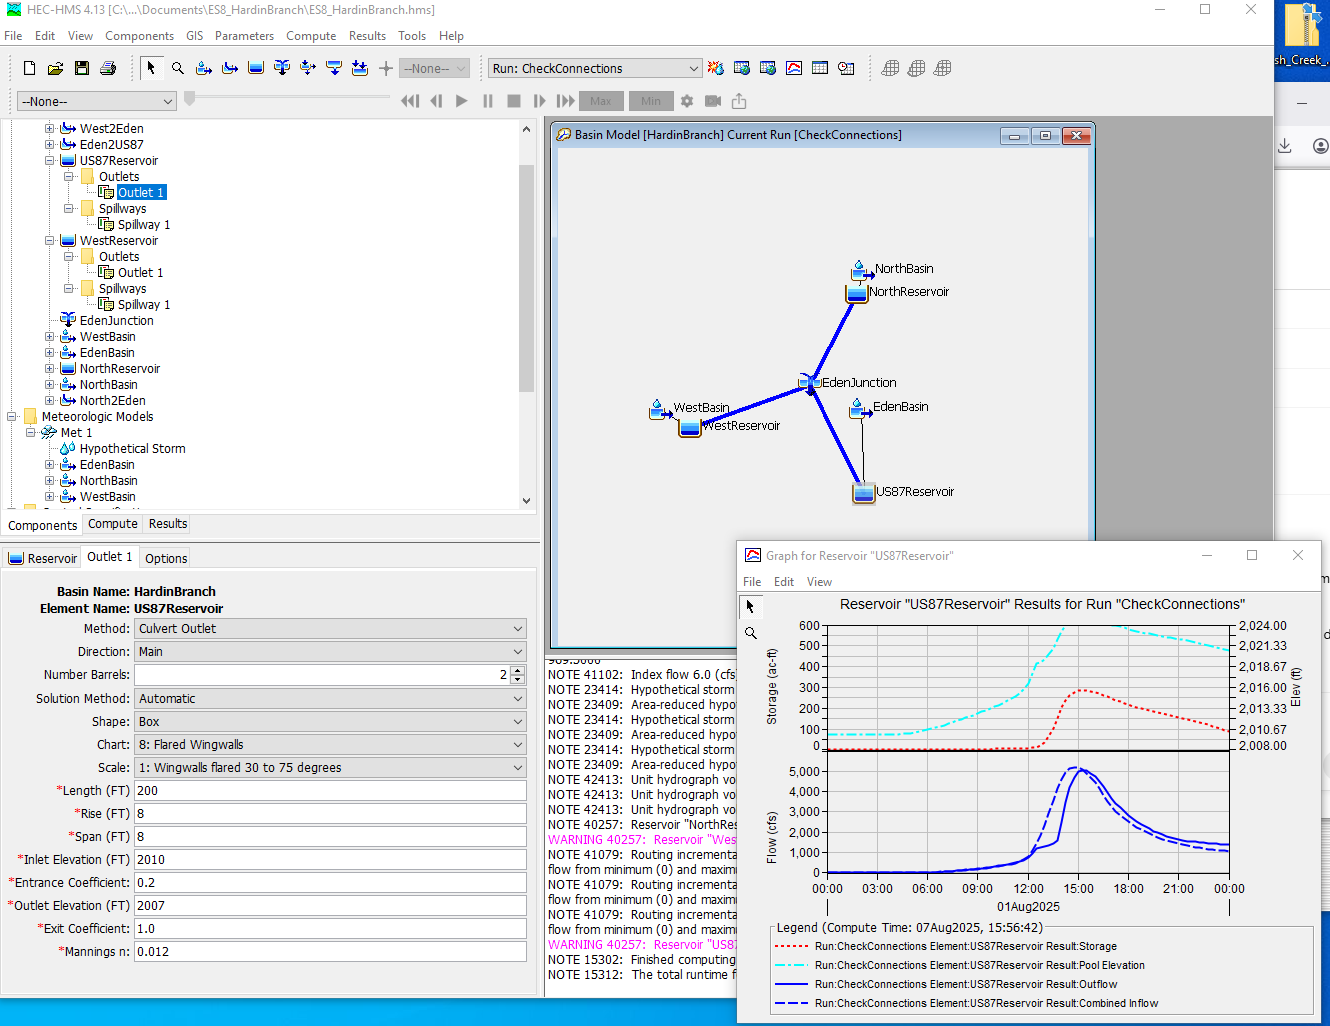 HEC-HMS 4.13 [C:\...\Documents\ES8_HardinBranch\ES8_HardinBranch.hms]
File Edit View Components GIS Parameters Compute Results Tools Help
--None-- Run: CheckConnections
--None-- Max Min
West2Eden
Eden2US87
US87Reservoir
Outlets
Outlet 1
Spillways
Spillway 1
WestReservoir
Outlets
Outlet 1
Spillways
Spillway 1
EdenJunction
WestBasin
EdenBasin
NorthReservoir
NorthBasin
North2Eden
Meteorologic Models
Met 1
Hypothetical Storm
EdenBasin
NorthBasin
WestBasin
Components Compute Results
Reservoir Outlet 1 Options
Basin Name: HardinBranch
Element Name: US87Reservoir
Method: Culvert Outlet
Direction: Main
Number Barrels: 2
Solution Method: Automatic
Shape: Box
Chart: 8: Flared Wingwalls
Scale: 1: Wingwalls flared 30 to 75 degrees
*Length (FT) 200
*Rise (FT) 8
*Span (FT) 8
*Inlet Elevation (FT) 2010
*Entrance Coefficient: 0.2
*Outlet Elevation (FT) 2007
*Exit Coefficient: 1.0
*Mannings n: 0.012
Basin Model [HardinBranch] Current Run [CheckConnections]
NorthBasin
NorthReservoir
EdenJunction
WestBasin
WestReservoir
EdenBasin
US87Reservoir
NOTE 41102: Index flow 6.0 (cfs
NOTE 23414: Hypothetical storm
NOTE 23409: Area-reduced hypo
NOTE 23414: Hypothetical storm
NOTE 23409: Area-reduced hypo
NOTE 23414: Hypothetical storm
NOTE 23409: Area-reduced hypo
NOTE 42413: Unit hydrograph vo
NOTE 42413: Unit hydrograph vo
NOTE 42413: Unit hydrograph vo
NOTE 40257: Reservoir "NorthRes
WARNING 40257: Reservoir "Wes
NOTE 41079: Routing incrementa
flow from minimum (0) and maxim
NOTE 41079: Routing incrementa
flow from minimum (0) and maxim
NOTE 41079: Routing incrementa
flow from minimum (0) and maxim
WARNING 40257: Reservoir "US87
NOTE 15302: Finished computing
NOTE 15312: The total runtime f
Graph for Reservoir "US87Reservoir"
File Edit View
Reservoir "US87Reservoir" Results for Run "CheckConnections"
Storage (ac-ft)
600
500
400
300
200
100
0
2,024.00
2,021.33
2,018.67
2,016.00
2,013.33
2,010.67
2,008.00
Elev (ft)
Flow (cfs)
5,000
4,000
3,000
2,000
1,000
0
00:00 03:00 06:00 09:00 12:00 15:00 18:00 21:00 00:00
01Aug2025
Legend (Compute Time: 07Aug2025, 15:56:42)
Run:CheckConnections Element:US87Reservoir Result:Storage
Run:CheckConnections Element:US87Reservoir Result:Pool Elevation
Run:CheckConnections Element:US87Reservoir Result:Outflow
Run:CheckConnections Element:US87Reservoir Result:Combined Inflow
sh_Creek_